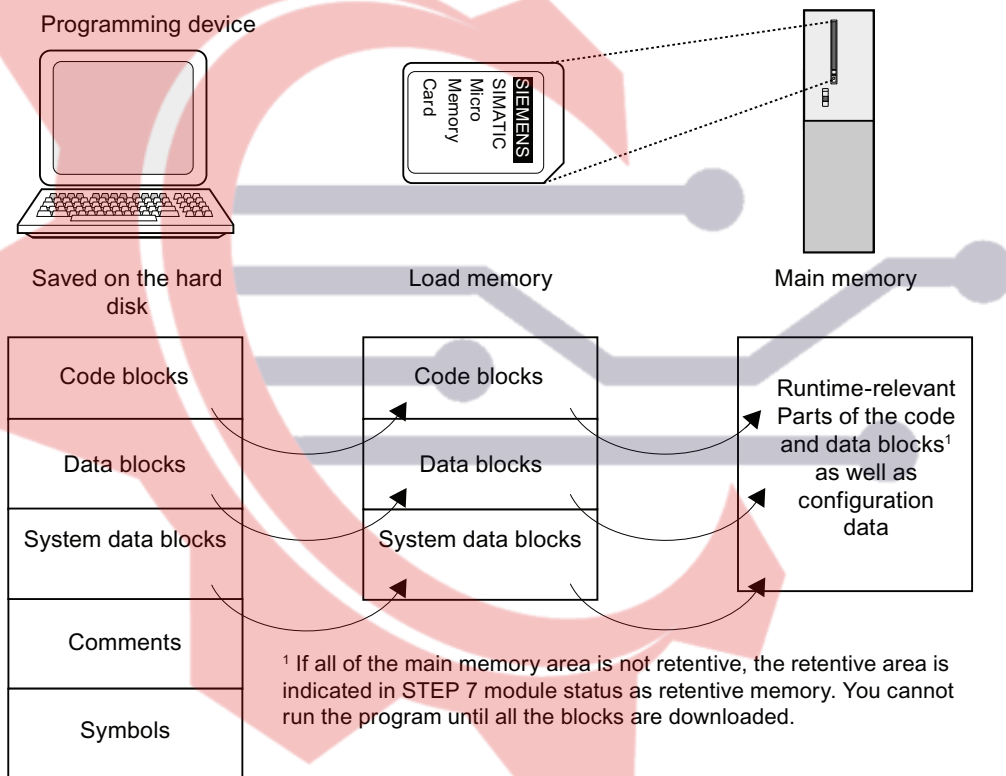 Programming device
SIEMENS
SIMATIC
Micro
Memory
Card
Saved on the hard
disk
Load memory
Main memory
Code blocks
Data blocks
System data blocks
Comments
Symbols
Code blocks
Data blocks
System data blocks
Runtime-relevant
Parts of the code
and data blocks¹
as well as
configuration
data
¹ If all of the main memory area is not retentive, the retentive area is
indicated in STEP 7 module status as retentive memory. You cannot
run the program until all the blocks are downloaded.